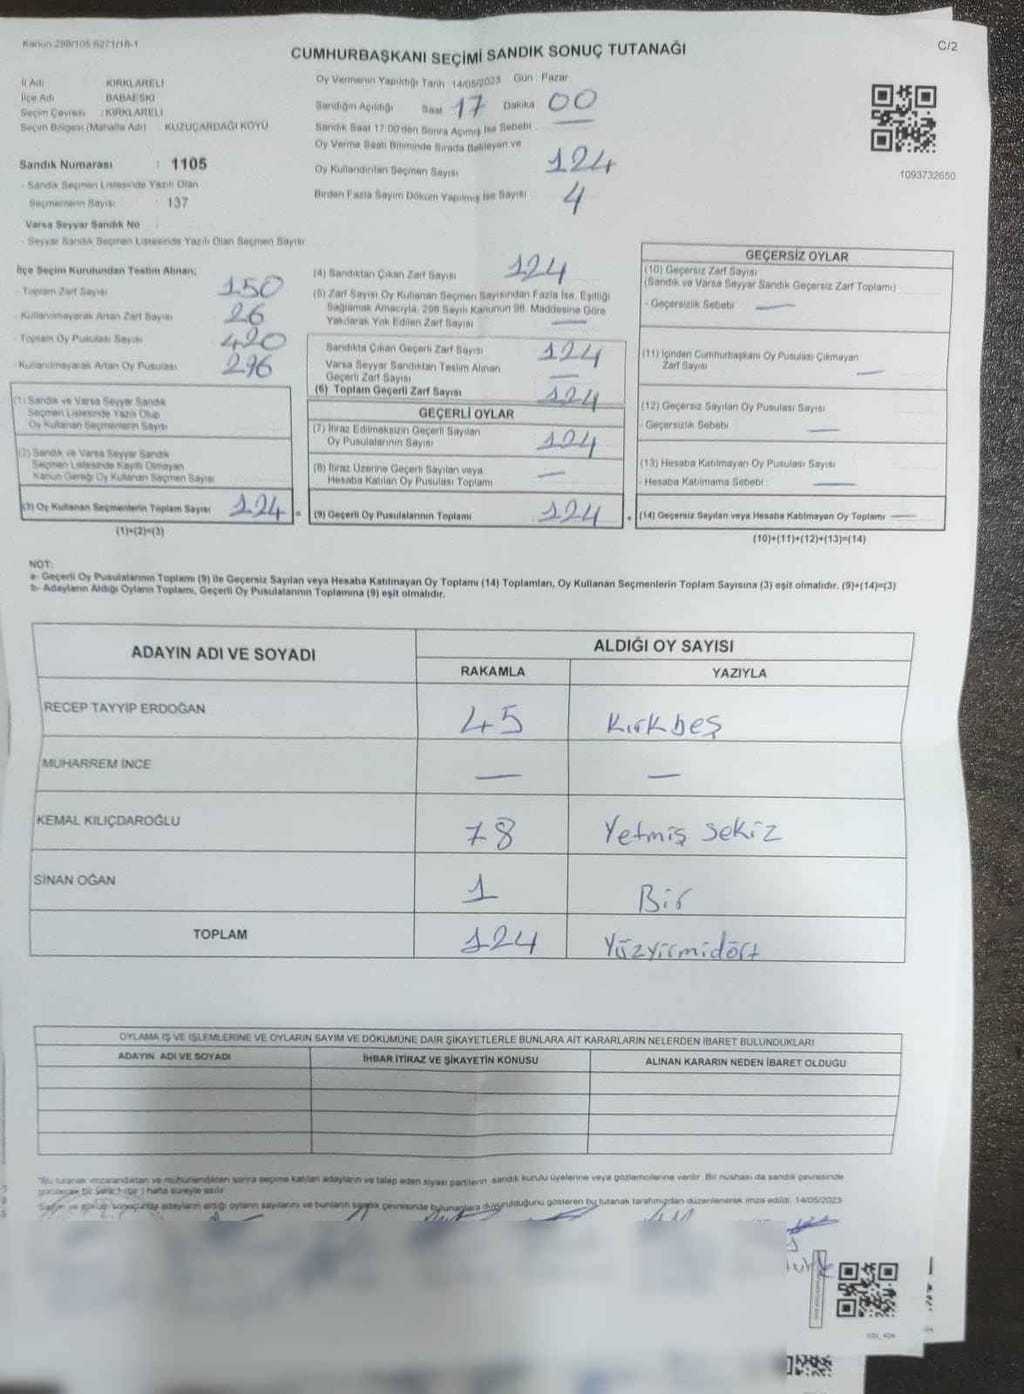 Kanun:298/105 6271/18-1
CUMHURBAŞKANI SEÇİMİ SANDIK SONUÇ TUTANAĞI
C/2
İl Adı KIRKLARELİ
İlçe Adı BABAESKİ
Seçim Çevresi : KIRKLARELİ
Seçim Bölgesi (Mahalle Adı) KUZUÇARDAĞI KÖYÜ
Sandık Numarası : 1105
- Sandık Seçmen Listesinde Yazılı Olan
Seçmenlerin Sayısı : 137
Varsa Seyyar Sandık No :
- Seyyar Sandık Seçmen Listesinde Yazılı Olan Seçmen Sayısı
Oy Vermenin Yapıldığı Tarih 14/05/2023 Gün Pazar
Sandığın Açıldığı Saat 17 Dakika 00
Sandık Saat 17:00'den Sonra Açılmış İse Sebebi
Oy Verme Saati Bitiminde Sırada Bekleyen ve
Oy Kullandırılan Seçmen Sayısı 124
Birden Fazla Sayım Döküm Yapılmış İse Sayısı 4
1093732650
İlçe Seçim Kurulundan Teslim Alınan;
- Toplam Zarf Sayısı 150
- Kullanılmayarak Artan Zarf Sayısı 26
- Toplam Oy Pusulası Sayısı 420
- Kullanılmayarak Artan Oy Pusulası 296
(1) Sandık ve Varsa Seyyar Sandık
Seçmen Listesinde Yazılı Olup
Oy Kullanan Seçmenlerin Sayısı
(2) Sandık ve Varsa Seyyar Sandık
Seçmen Listesinde Kayıtlı Olmayan
Kanun Gereği Oy Kullanan Seçmen Sayısı
(3) Oy Kullanan Seçmenlerin Toplam Sayısı 124 =
(1)+(2)=(3)
(4) Sandıktan Çıkan Zarf Sayısı 124
(5) Zarf Sayısı Oy Kullanan Seçmen Sayısından Fazla İse, Eşitliği
Sağlamak Amacıyla, 298 Sayılı Kanunun 98. Maddesine Göre
Yakılarak Yok Edilen Zarf Sayısı —
Sandıkta Çıkan Geçerli Zarf Sayısı 124
Varsa Seyyar Sandıktan Teslim Alınan
Geçerli Zarf Sayısı —
(6) Toplam Geçerli Zarf Sayısı 124
GEÇERLİ OYLAR
(7) İtiraz Edilmeksizin Geçerli Sayılan
Oy Pusulalarının Sayısı 124
(8) İtiraz Üzerine Geçerli Sayılan veya
Hesaba Katılan Oy Pusulası Toplamı —
(9) Geçerli Oy Pusulalarının Toplamı 124 +
GEÇERSİZ OYLAR
(10) Geçersiz Zarf Sayısı
(Sandık ve Varsa Seyyar Sandık Geçersiz Zarf Toplamı)
- Geçersizlik Sebebi —
(11) İçinden Cumhurbaşkanı Oy Pusulası Çıkmayan
Zarf Sayısı —
(12) Geçersiz Sayılan Oy Pusulası Sayısı
- Geçersizlik Sebebi —
(13) Hesaba Katılmayan Oy Pusulası Sayısı
- Hesaba Katılmama Sebebi : —
(14) Geçersiz Sayılan veya Hesaba Katılmayan Oy Toplamı —
(10)+(11)+(12)+(13)=(14)
NOT:
a- Geçerli Oy Pusulalarının Toplamı (9) ile Geçersiz Sayılan veya Hesaba Katılmayan Oy Toplamı (14) Toplamları, Oy Kullanan Seçmenlerin Toplam Sayısına (3) eşit olmalıdır. (9)+(14)=(3)
b- Adayların Aldığı Oyların Toplamı, Geçerli Oy Pusulalarının Toplamına (9) eşit olmalıdır.
ADAYIN ADI VE SOYADI ALDIĞI OY SAYISI
RAKAMLA YAZIYLA
RECEP TAYYİP ERDOĞAN 45 Kırkbeş
MUHARREM İNCE — —
KEMAL KILIÇDAROĞLU 78 Yetmiş sekiz
SİNAN OĞAN 1 Bir
TOPLAM 124 Yüzyirmidört
OYLAMA İŞ VE İŞLEMLERİNE VE OYLARIN SAYIM VE DÖKÜMÜNE DAİR ŞİKAYETLERLE BUNLARA AİT KARARLARIN NELERDEN İBARET BULUNDUKLARI
ADAYIN ADI VE SOYADI İHBAR İTİRAZ VE ŞİKAYETİN KONUSU ALINAN KARARIN NEDEN İBARET OLDUĞU
*Bu tutanak imzalandıktan ve mühürlendikten sonra seçime katılan adayların ve talep eden siyasi partilerin sandık kurulu üyelerine veya gözlemcilerine verilir. Bir nüshası da sandık çevresinde
görülecek bir yere 1 (bir) hafta süreyle asılır.
adayların aldığı oyların sayılarını ve bunların sandık çevresinde bulunanlara duyurulduğunu gösteren bu tutanak tarafımızdan düzenlenerek imza edildi. 14/05/2023